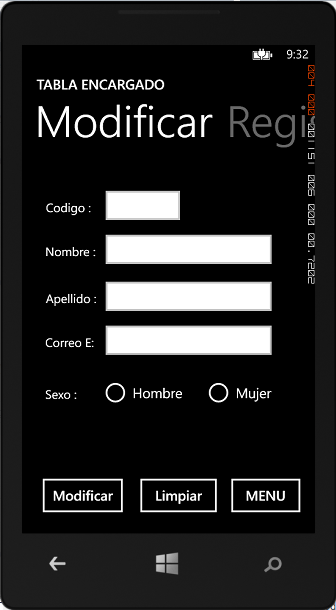 9:32
TABLA ENCARGADO
Modificar Regi
Codigo :
Nombre :
Apellido :
Correo E:
Sexo : Hombre Mujer
Modificar Limpiar MENU